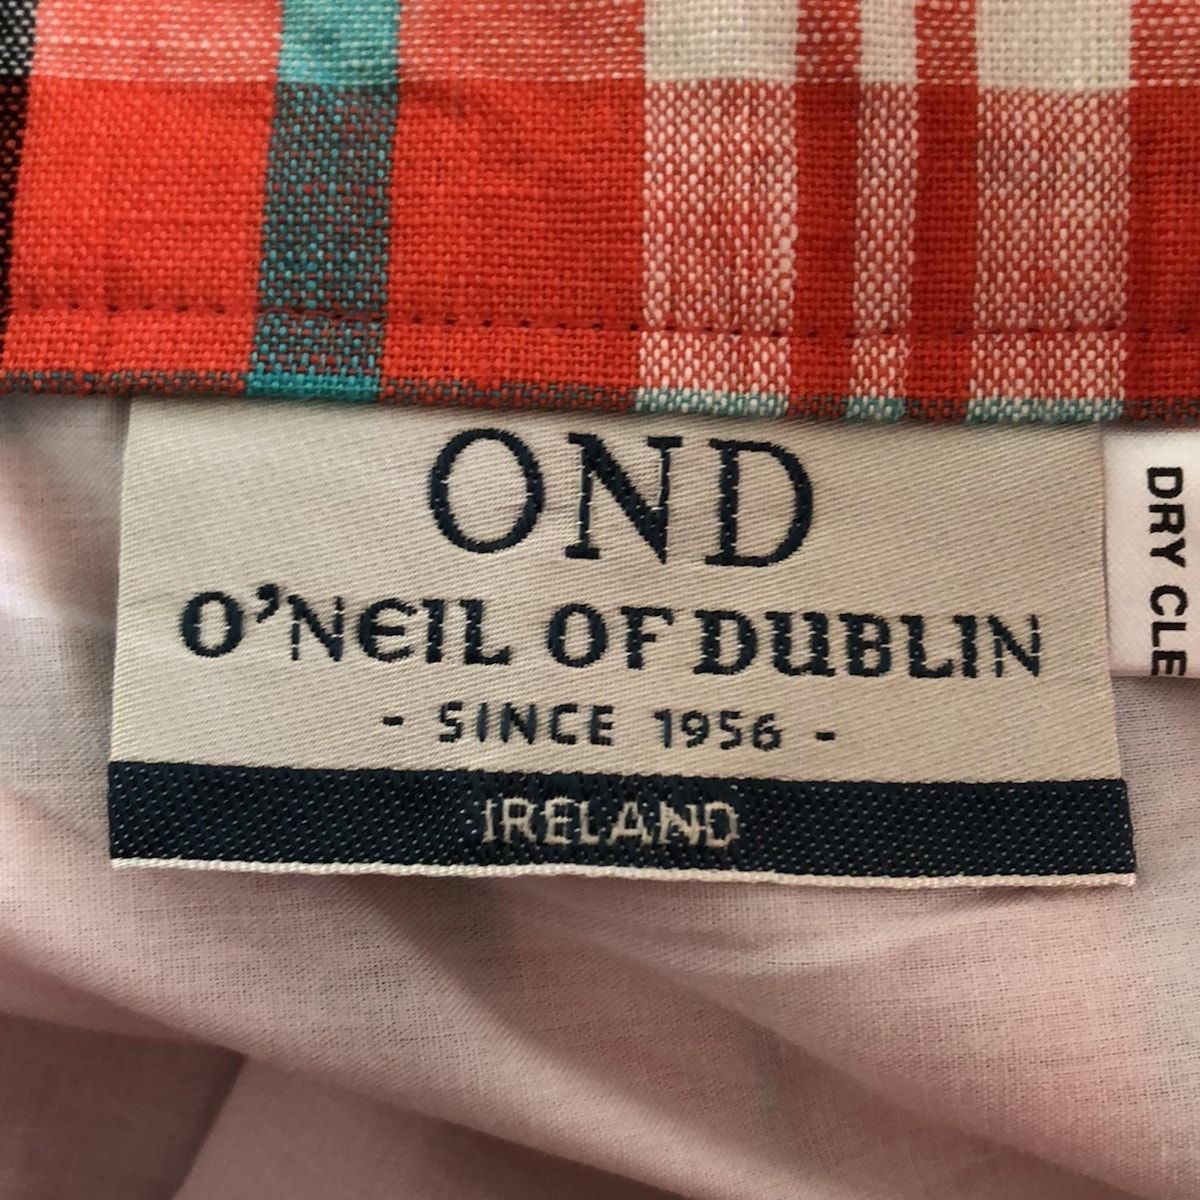 OND
O'NEIL OF DUBLIN
- SINCE 1956 -
IRELAND
DRY CLE